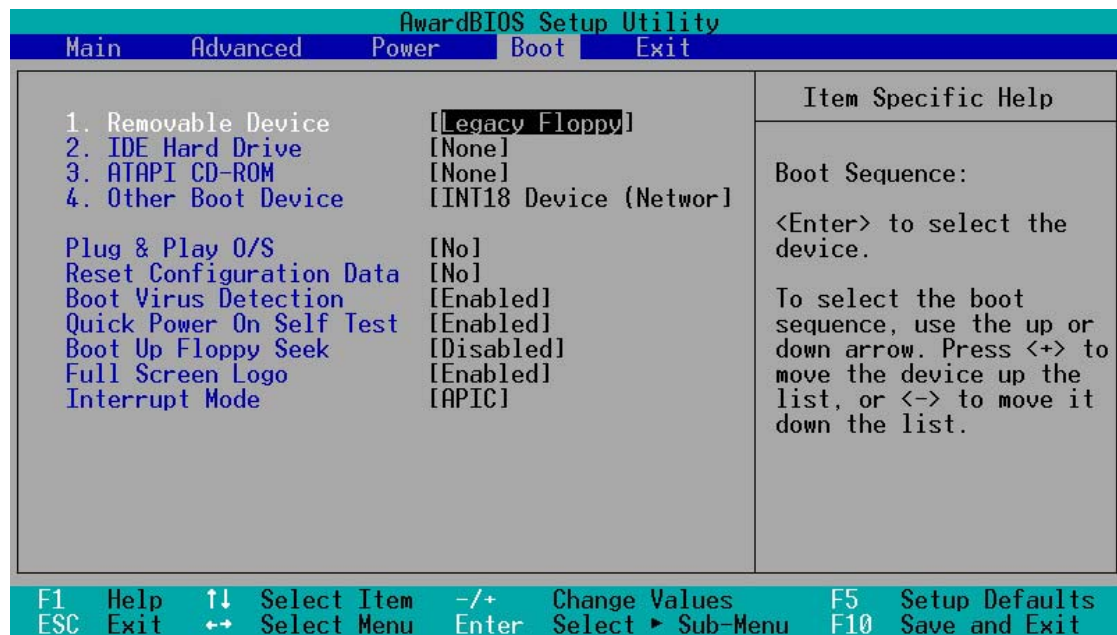 AwardBIOS Setup Utility
Main Advanced Power Boot Exit
1. Removable Device [Legacy Floppy]
2. IDE Hard Drive [None]
3. ATAPI CD-ROM [None]
4. Other Boot Device [INT18 Device (Networ]
Plug & Play O/S [No]
Reset Configuration Data [No]
Boot Virus Detection [Enabled]
Quick Power On Self Test [Enabled]
Boot Up Floppy Seek [Disabled]
Full Screen Logo [Enabled]
Interrupt Mode [APIC]
Item Specific Help
Boot Sequence:
<Enter> to select the
device.
To select the boot
sequence, use the up or
down arrow. Press <+> to
move the device up the
list, or <-> to move it
down the list.
F1 Help ↑↓ Select Item -/+ Change Values F5 Setup Defaults
ESC Exit ←→ Select Menu Enter Select ► Sub-Menu F10 Save and Exit